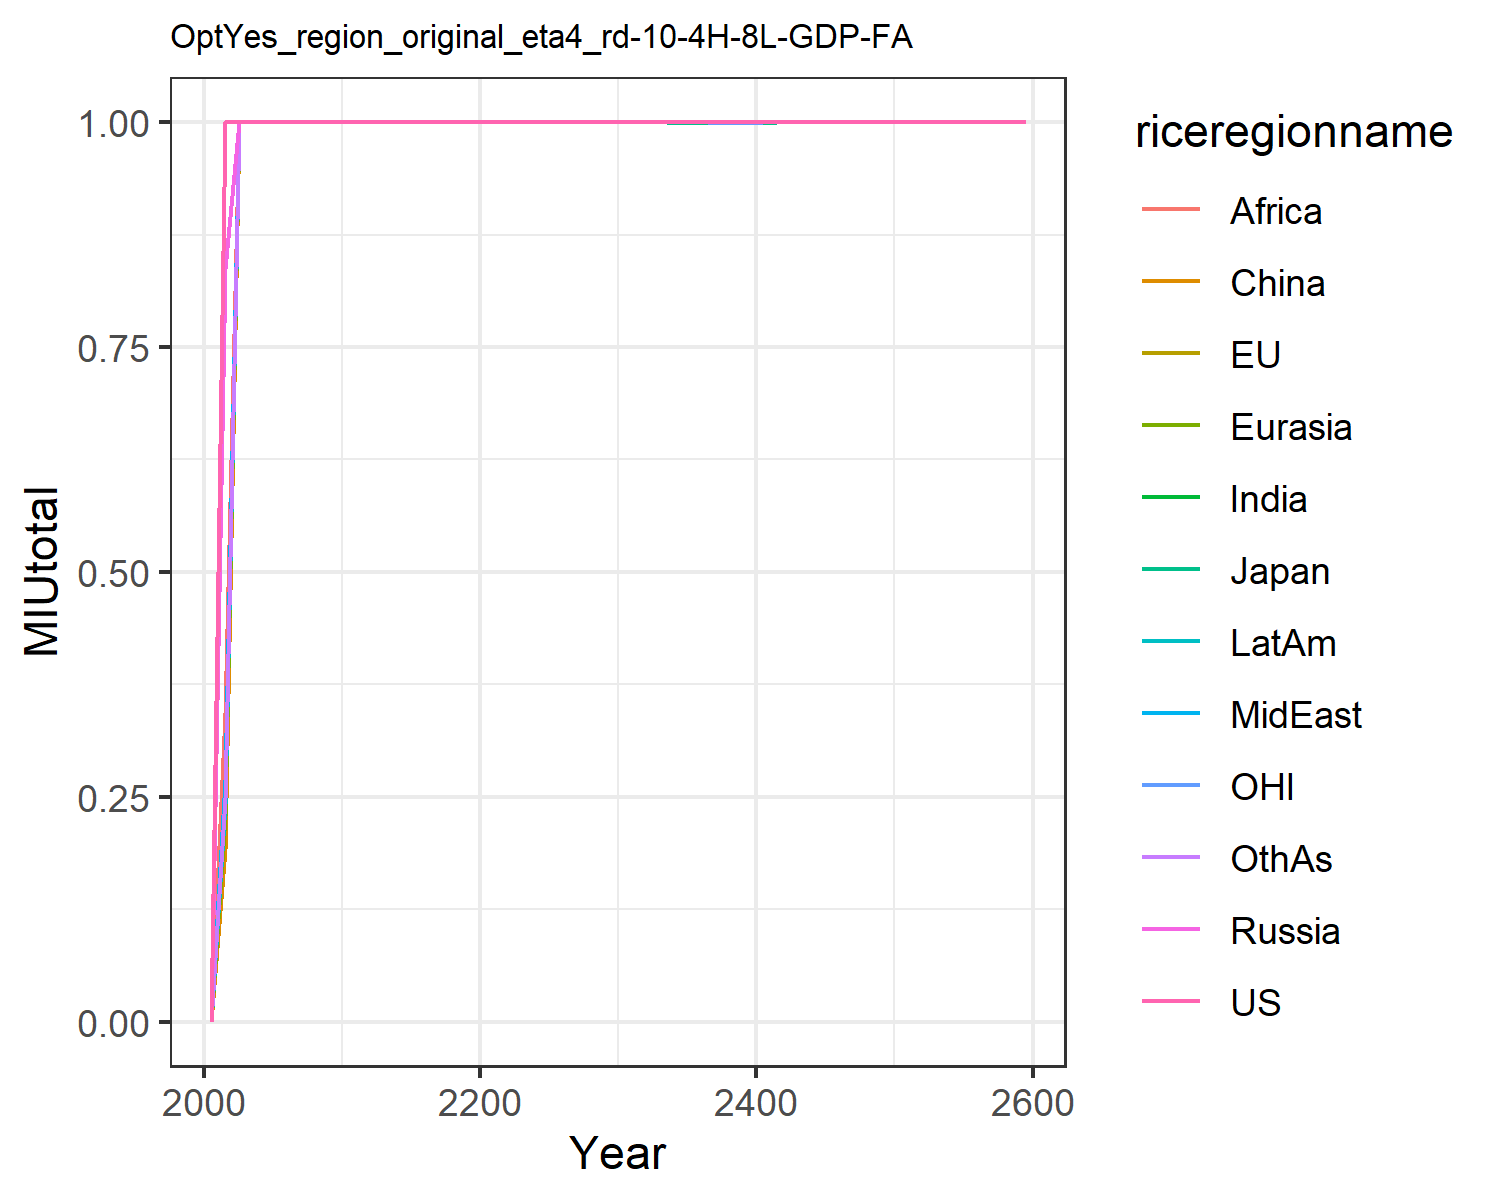 OptYes_region_original_eta4_rd-10-4H-8L-GDP-FA
1.00
0.75
0.50
0.25
0.00
MIUtotal
2000
2200
2400
2600
Year
riceregionname
Africa
China
EU
Eurasia
India
Japan
LatAm
MidEast
OHI
OthAs
Russia
US